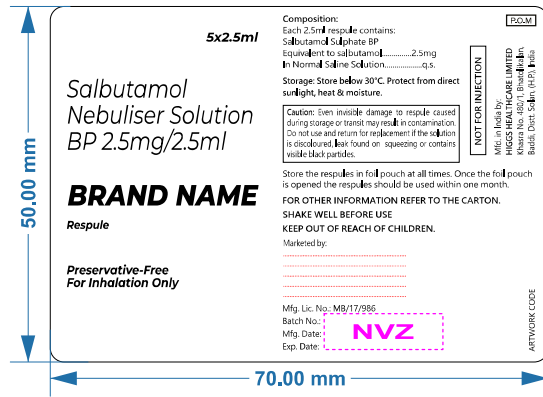 5x2.5ml
Salbutamol
Nebuliser Solution
BP 2.5mg/2.5ml
BRAND NAME
Respule
Preservative-Free
For Inhalation Only
Composition:
Each 2.5ml respule contains:
Salbutamol Sulphate BP
Equivalent to salbutamol..............2.5mg
In Normal Saline Solution..............q.s.
Storage: Store below 30°C. Protect from direct
sunlight, heat & moisture.
Caution: Even invisible damage to respule caused
during storage or transit may result in contamination.
Do not use and return for replacement if the solution
is discoloured, leak found on squeezing or contains
visible black particles.
P.O.M
NOT FOR INJECTION
Mfd. in India by:
HIGGS HEALTHCARE LIMITED
Khasra No. 480/1, Bhatolikalan,
Baddi, Distt. Solan, (H.P.), India
Store the respules in foil pouch at all times. Once the foil pouch
is opened the respules should be used within one month.
FOR OTHER INFORMATION REFER TO THE CARTON.
SHAKE WELL BEFORE USE
KEEP OUT OF REACH OF CHILDREN.
Marketed by:
Mfg. Lic. No.: MB/17/986
Batch No.:
Mfg. Date:
Exp. Date:
NVZ
ARTWORK CODE
50.00 mm
70.00 mm